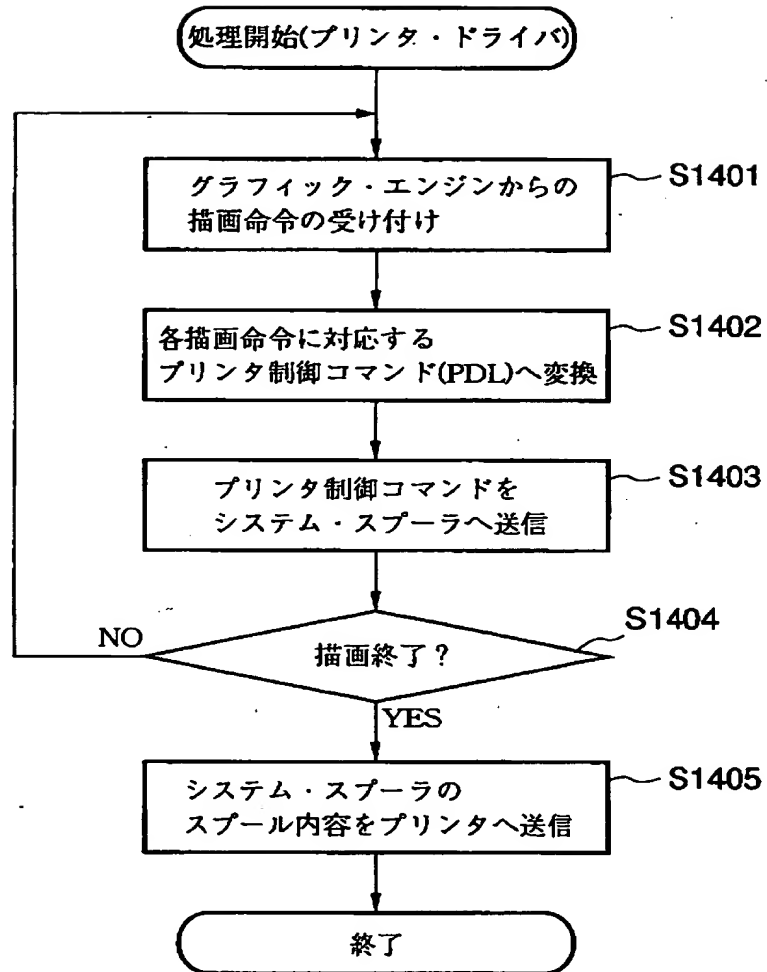 処理開始(プリンタ・ドライバ)
グラフィック・エンジンからの
描画命令の受け付け
S1401
各描画命令に対応する
プリンタ制御コマンド(PDL)へ変換
S1402
プリンタ制御コマンドを
システム・スプーラへ送信
S1403
描画終了?
S1404
NO
YES
システム・スプーラの
スプール内容をプリンタへ送信
S1405
終了